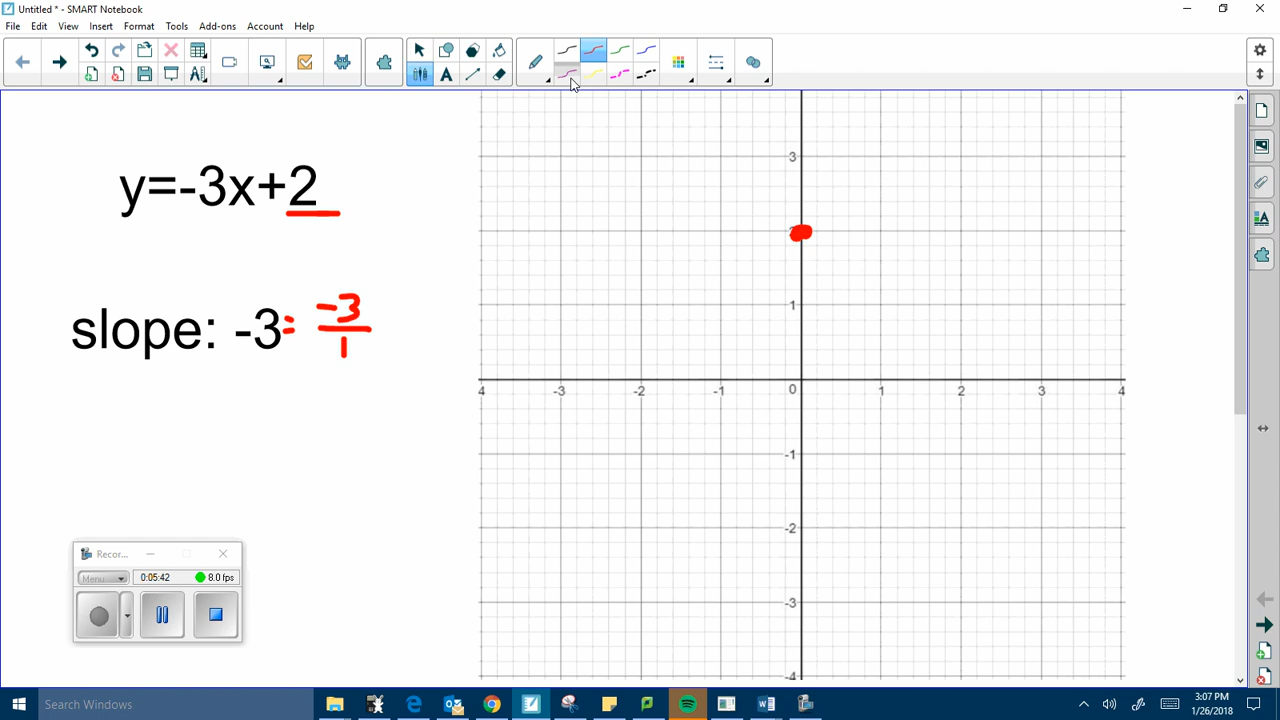 Untitled * - SMART Notebook
File Edit View Insert Format Tools Add-ons Account Help
y=-3x+2
slope: -3 = -3
1
3
2
1
4 -3 -2 -1 0 1 2 3 4
-1
-2
-3
-4
Recor...
Menu 0:05:42 8.0 fps
Search Windows
3:07 PM
1/26/2018